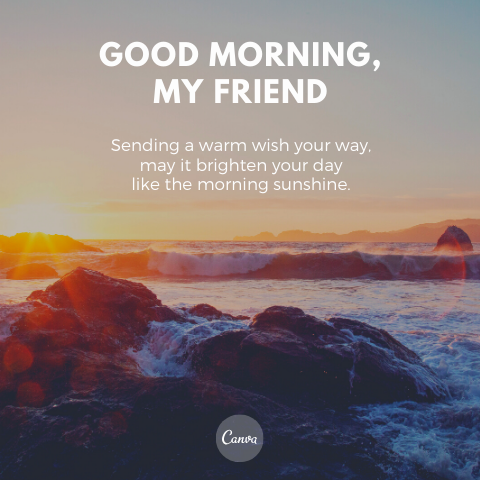 GOOD MORNING,
MY FRIEND
Sending a warm wish your way,
may it brighten your day
like the morning sunshine.
Canva